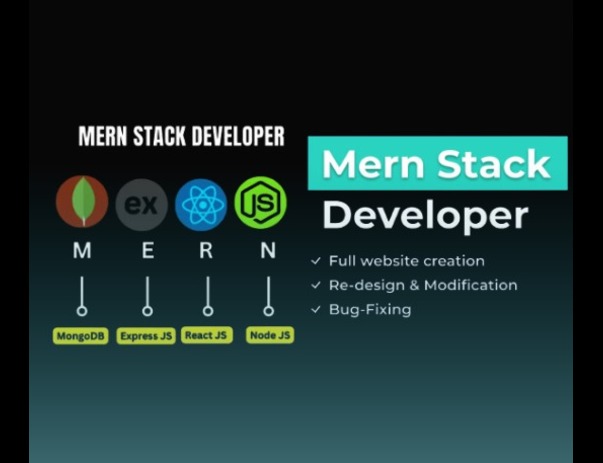 MERN STACK DEVELOPER
ex
JS
M E R N
MongoDB Express JS React JS Node JS
Mern Stack
Developer
✓ Full website creation
✓ Re-design & Modification
✓ Bug-Fixing